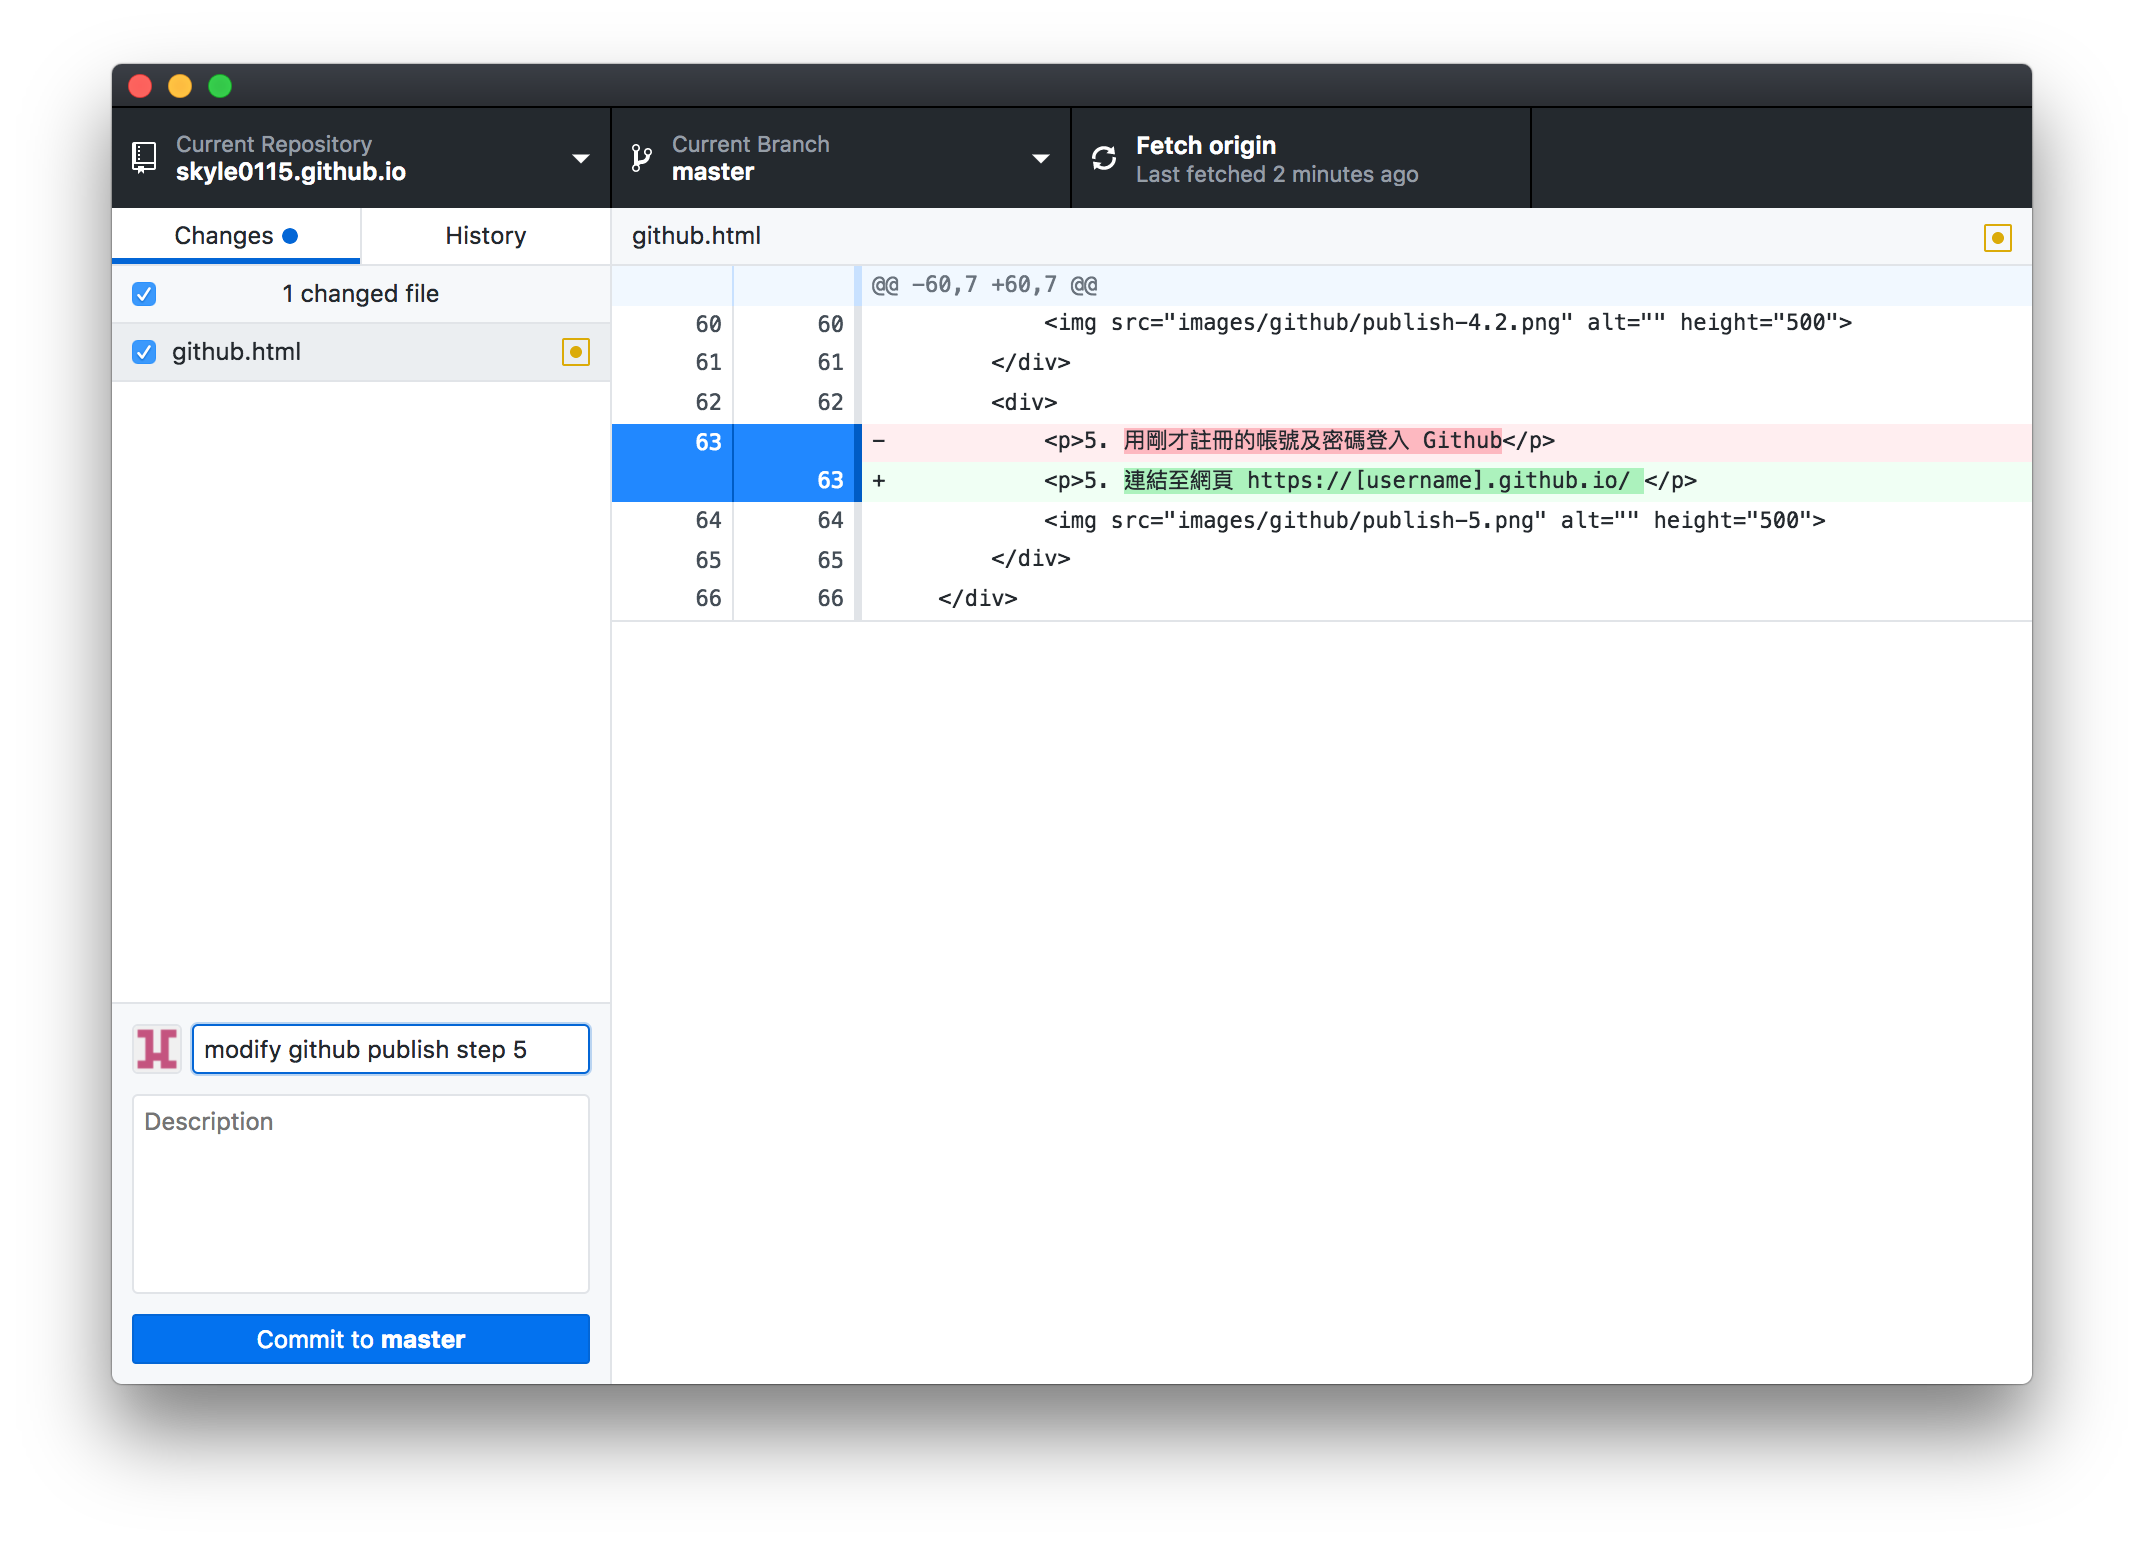 Current Repository
skyle0115.github.io
Current Branch
master
Fetch origin
Last fetched 2 minutes ago
Changes
History
1 changed file
github.html
github.html
@@ -60,7 +60,7 @@
60 60 <img src="images/github/publish-4.2.png" alt="" height="500">
61 61 </div>
62 62 <div>
63 - <p>5. 用剛才註冊的帳號及密碼登入 Github</p>
63 + <p>5. 連結至網頁 https://[username].github.io/ </p>
64 64 <img src="images/github/publish-5.png" alt="" height="500">
65 65 </div>
66 66 </div>
modify github publish step 5
Description
Commit to master